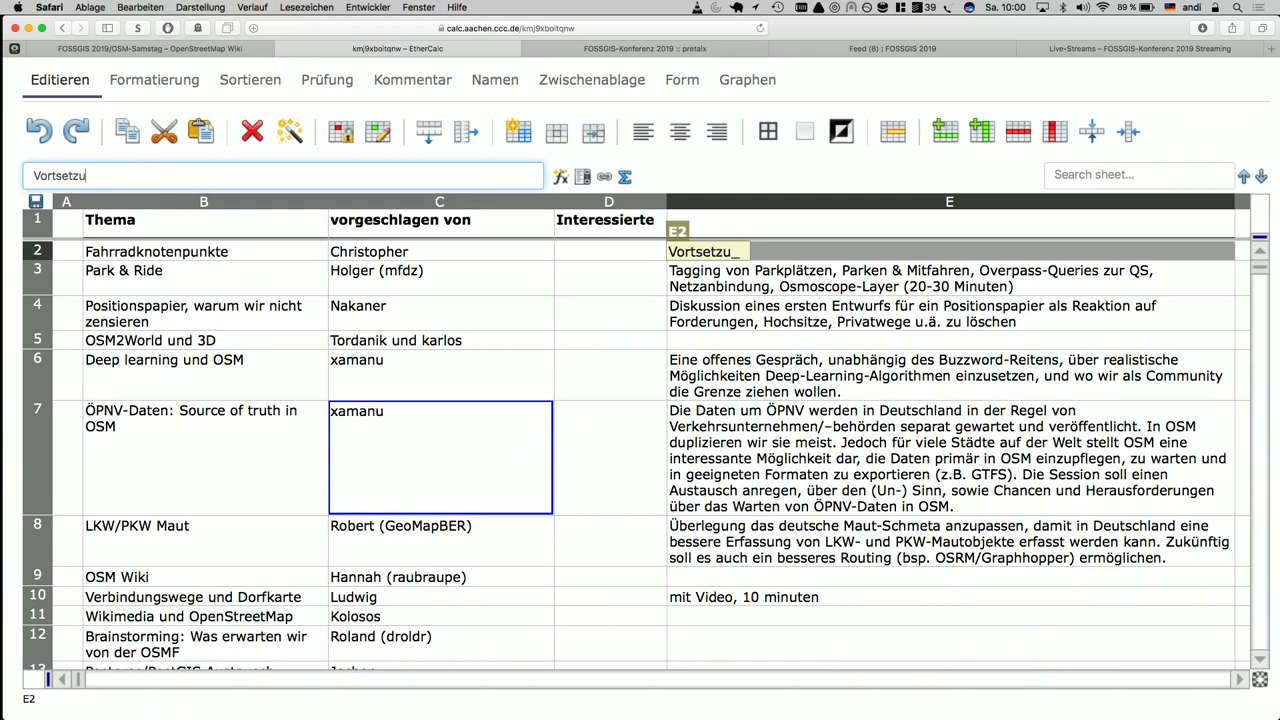 Safari Ablage Bearbeiten Darstellung Verlauf Lesezeichen Entwickler Fenster Hilfe 39 Sa. 10:00 89 % andi
calc.aachen.ccc.de/kmj9xboitqnw
FOSSGIS 2019/OSM-Samstag – OpenStreetMap Wiki kmj9xboitqnw – EtherCalc FOSSGIS-Konferenz 2019 :: pretalx Feed (8) | FOSSGIS 2019 Live-Streams – FOSSGIS-Konferenz 2019 Streaming
Editieren Formatierung Sortieren Prüfung Kommentar Namen Zwischenablage Form Graphen
Vortsetzu Search sheet...
A B C D E
1 Thema vorgeschlagen von Interessierte
E2
2 Fahrradknotenpunkte Christopher Vortsetzu_
3 Park & Ride Holger (mfdz) Tagging von Parkplätzen, Parken & Mitfahren, Overpass-Queries zur QS,
Netzanbindung, Osmoscope-Layer (20-30 Minuten)
4 Positionspapier, warum wir nicht Nakaner Diskussion eines ersten Entwurfs für ein Positionspapier als Reaktion auf
zensieren Forderungen, Hochsitze, Privatwege u.ä. zu löschen
5 OSM2World und 3D Tordanik und karlos
6 Deep learning und OSM xamanu Eine offenes Gespräch, unabhängig des Buzzword-Reitens, über realistische
Möglichkeiten Deep-Learning-Algorithmen einzusetzen, und wo wir als Community
die Grenze ziehen wollen.
7 ÖPNV-Daten: Source of truth in xamanu Die Daten um ÖPNV werden in Deutschland in der Regel von
OSM Verkehrsunternehmen/–behörden separat gewartet und veröffentlicht. In OSM
duplizieren wir sie meist. Jedoch für viele Städte auf der Welt stellt OSM eine
interessante Möglichkeit dar, die Daten primär in OSM einzupflegen, zu warten und
in geeigneten Formaten zu exportieren (z.B. GTFS). Die Session soll einen
Austausch anregen, über den (Un-) Sinn, sowie Chancen und Herausforderungen
über das Warten von ÖPNV-Daten in OSM.
8 LKW/PKW Maut Robert (GeoMapBER) Überlegung das deutsche Maut-Schmeta anzupassen, damit in Deutschland eine
bessere Erfassung von LKW- und PKW-Mautobjekte erfasst werden kann. Zukünftig
soll es auch ein besseres Routing (bsp. OSRM/Graphhopper) ermöglichen.
9 OSM Wiki Hannah (raubraupe)
10 Verbindungswege und Dorfkarte Ludwig mit Video, 10 minuten
11 Wikimedia und OpenStreetMap Kolosos
12 Brainstorming: Was erwarten wir Roland (droldr)
von der OSMF
13
E2